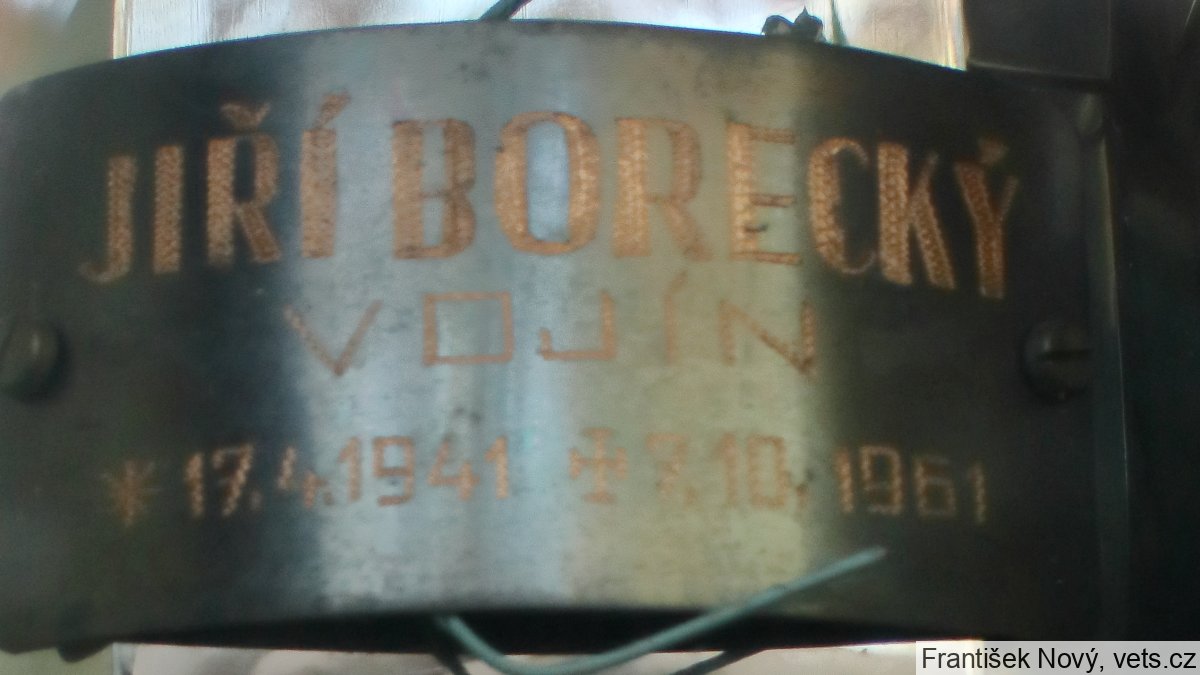 JIŘÍ BORECKÝ
VOJÍN
* 17.4.1941 ✠ 7.10.1961
František Nový, vets.cz